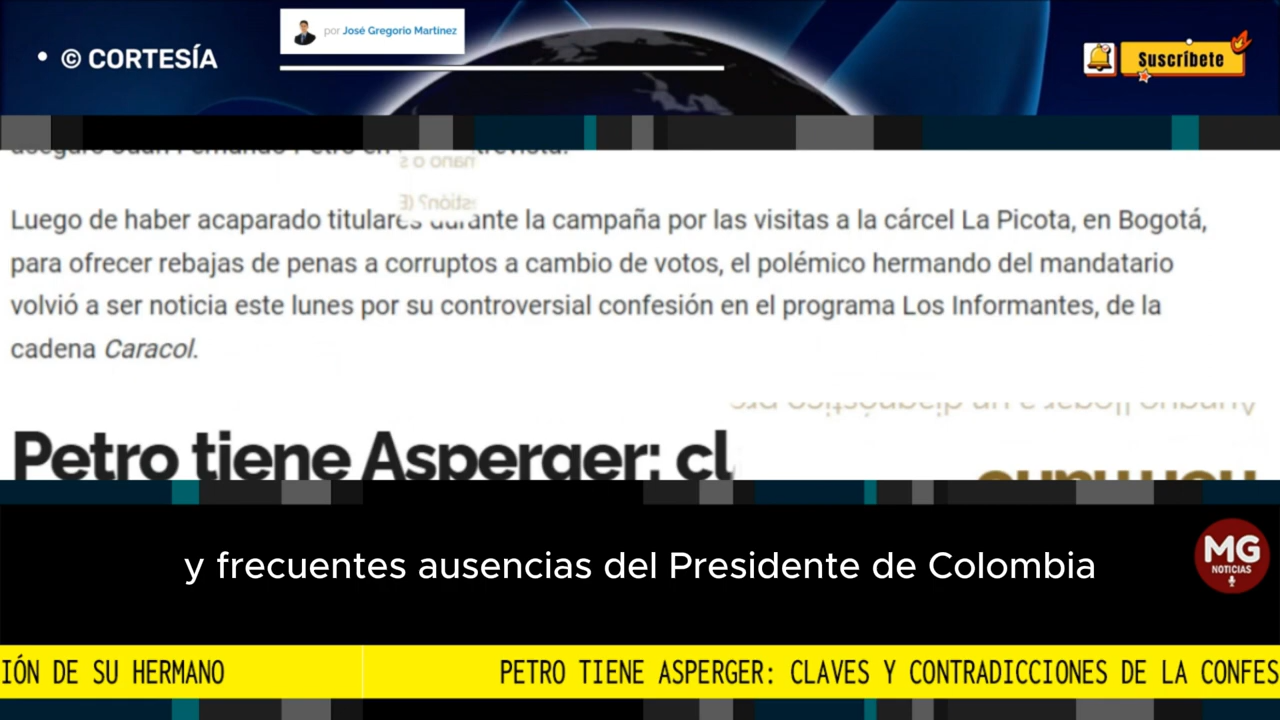 por José Gregorio Martínez
• © CORTESÍA
Suscríbete
Luego de haber acaparado titulares durante la campaña por las visitas a la cárcel La Picota, en Bogotá,
para ofrecer rebajas de penas a corruptos a cambio de votos, el polémico hermando del mandatario
volvió a ser noticia este lunes por su controversial confesión en el programa Los Informantes, de la
cadena Caracol.
Petro tiene Asperger: cl
y frecuentes ausencias del Presidente de Colombia
MG
NOTICIAS
IÓN DE SU HERMANO PETRO TIENE ASPERGER: CLAVES Y CONTRADICCIONES DE LA CONFES